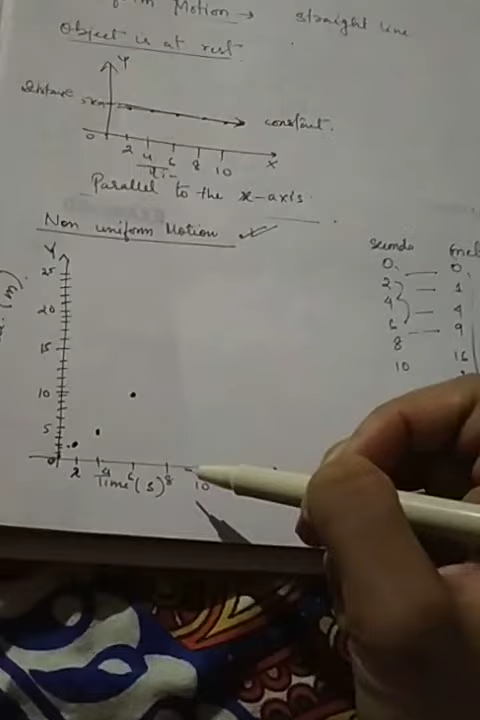 Motion → straight line
Object is at rest.
Y
Distance 5km
constant.
0 2 4 6 8 10 X
Parallel to the x-axis.
Non uniform Motion ✓
Y
25
20
15
10
5
0 2 4 6 8 10
Time (s)
(m)
seconds
0 0
2 1
4 4
6 9
8 16
10